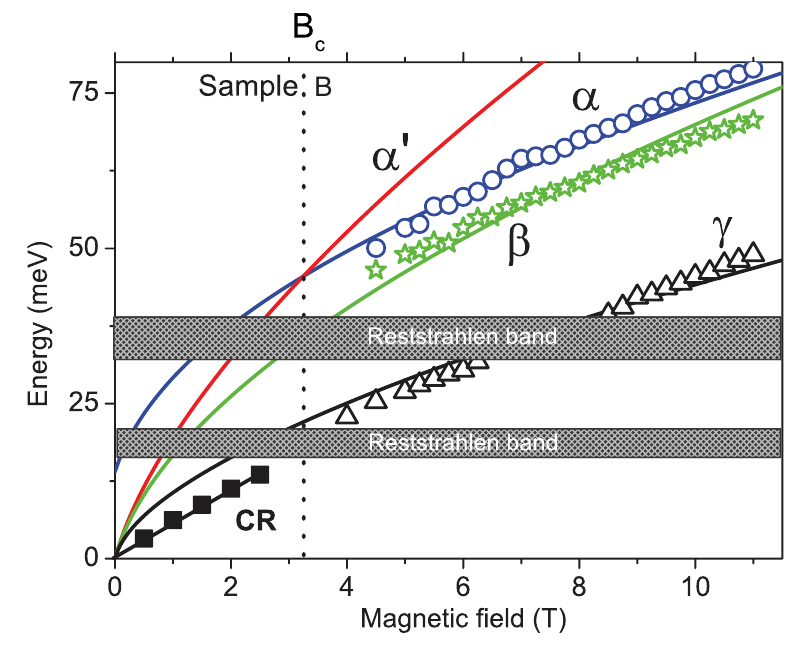 B_c
Sample B
75
α'
α
β
γ
50
Energy (meV)
Reststrahlen band
25
Reststrahlen band
CR
0
0 2 4 6 8 10
Magnetic field (T)